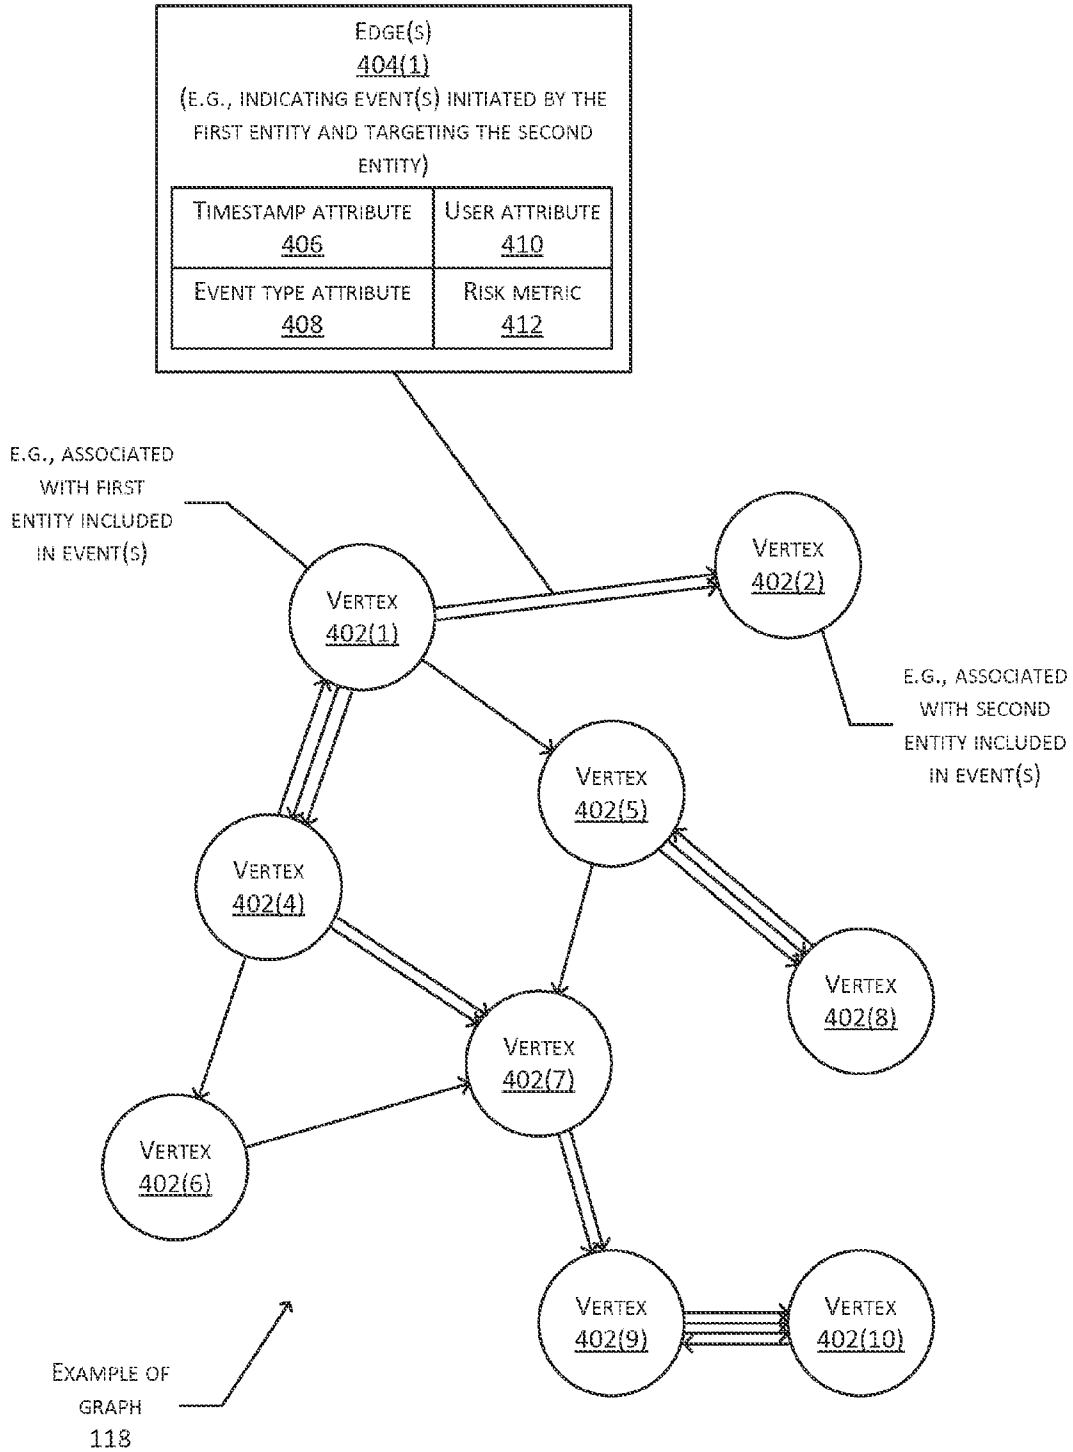 EDGE(S)
404(1)
(E.G., INDICATING EVENT(S) INITIATED BY THE
FIRST ENTITY AND TARGETING THE SECOND
ENTITY)
TIMESTAMP ATTRIBUTE
406
USER ATTRIBUTE
410
EVENT TYPE ATTRIBUTE
408
RISK METRIC
412
E.G., ASSOCIATED
WITH FIRST
ENTITY INCLUDED
IN EVENT(S)
VERTEX
402(1)
VERTEX
402(2)
E.G., ASSOCIATED
WITH SECOND
ENTITY INCLUDED
IN EVENT(S)
VERTEX
402(5)
VERTEX
402(4)
VERTEX
402(8)
VERTEX
402(7)
VERTEX
402(6)
VERTEX
402(9)
VERTEX
402(10)
EXAMPLE OF
GRAPH
118